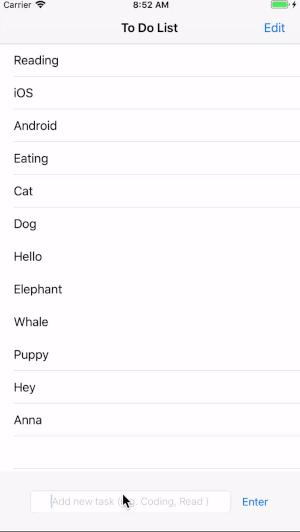 Carrier 8:52 AM
To Do List Edit
Reading
iOS
Android
Eating
Cat
Dog
Hello
Elephant
Whale
Puppy
Hey
Anna
Add new task ( g. Coding, Read ) Enter